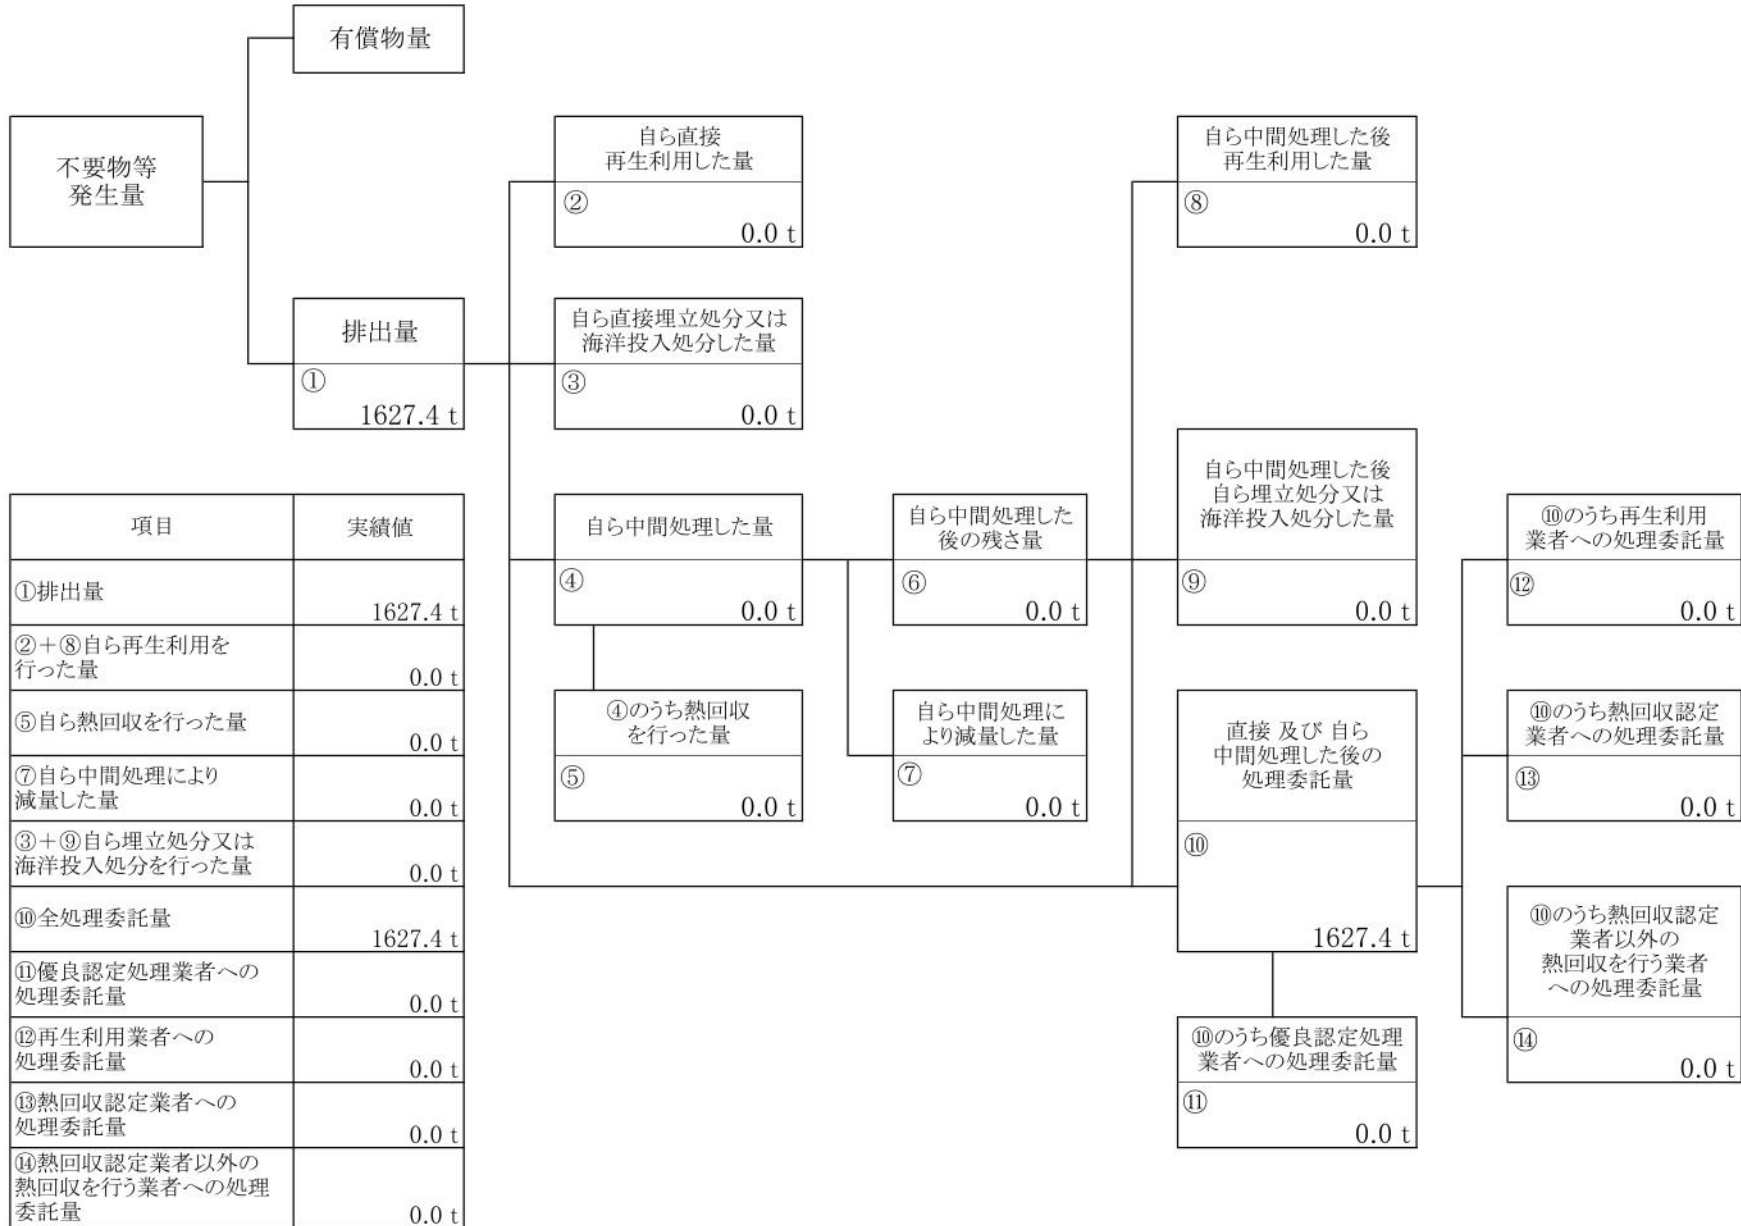 有償物量
不要物等
発生量
排出量
①
1627.4 t
自ら直接
再生利用した量
②
0.0 t
自ら直接埋立処分又は
海洋投入処分した量
③
0.0 t
自ら中間処理した量
④
0.0 t
④のうち熱回収
を行った量
⑤
0.0 t
自ら中間処理した
後の残さ量
⑥
0.0 t
自ら中間処理に
より減量した量
⑦
0.0 t
自ら中間処理した後
再生利用した量
⑧
0.0 t
自ら中間処理した後
自ら埋立処分又は
海洋投入処分した量
⑨
0.0 t
直接 及び 自ら
中間処理した後の
処理委託量
⑩
1627.4 t
⑩のうち優良認定処理
業者への処理委託量
⑪
0.0 t
⑩のうち再生利用
業者への処理委託量
⑫
0.0 t
⑩のうち熱回収認定
業者への処理委託量
⑬
0.0 t
⑩のうち熱回収認定
業者以外の
熱回収を行う業者
への処理委託量
⑭
0.0 t
項目 実績値
①排出量
1627.4 t
②+⑧自ら再生利用を
行った量
0.0 t
⑤自ら熱回収を行った量
0.0 t
⑦自ら中間処理により
減量した量
0.0 t
③+⑨自ら埋立処分又は
海洋投入処分を行った量
0.0 t
⑩全処理委託量
1627.4 t
⑪優良認定処理業者への
処理委託量
0.0 t
⑫再生利用業者への
処理委託量
0.0 t
⑬熱回収認定業者への
処理委託量
0.0 t
⑭熱回収認定業者以外の
熱回収を行う業者への処理
委託量
0.0 t